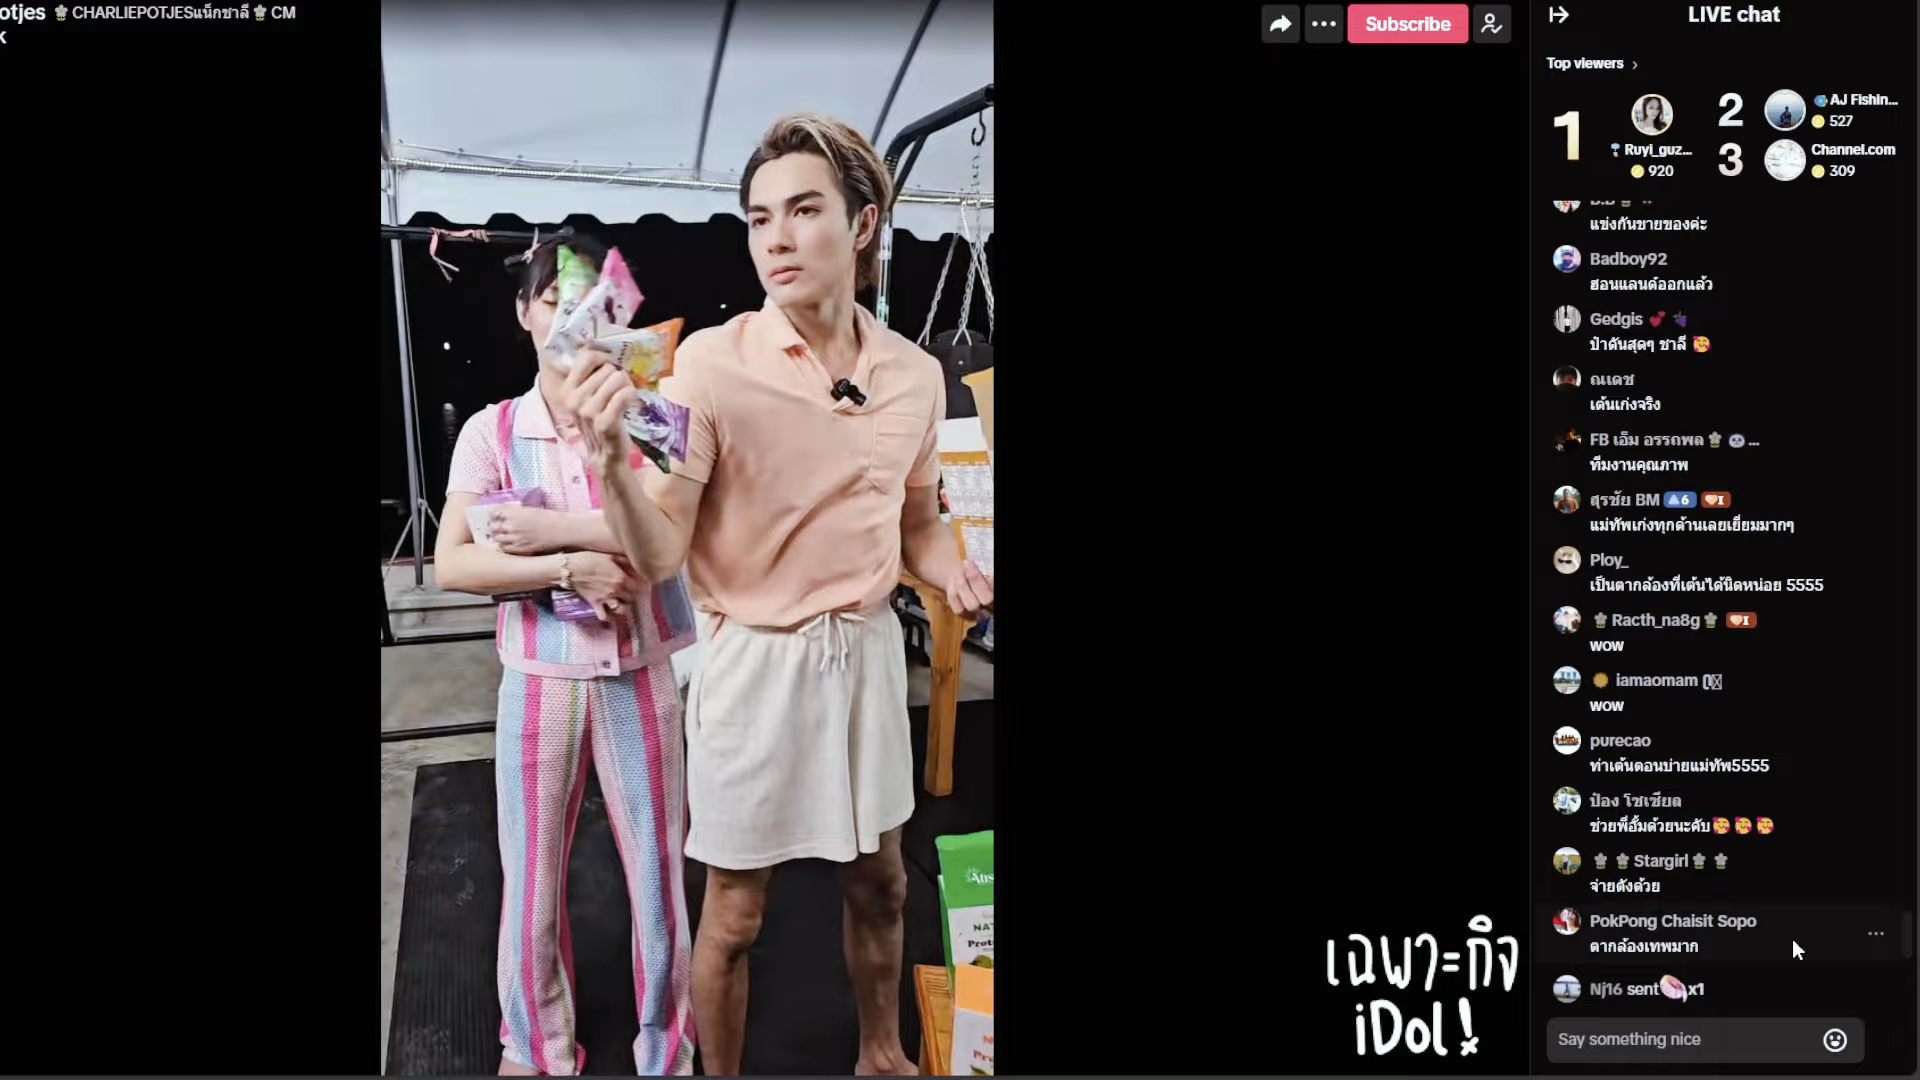 otjes CHARLIEPOTJESแน็กชาลี CM
k
Subscribe
LIVE chat
Top viewers
1
Ruyi_guz...
920
2
AJ Fishin...
527
3
Channel.com
309
แข่งกันขายของค่ะ
Badboy92
ฮอนแลนด์ออกแล้ว
Gedgis
ป๋าดันสุดๆ ชาลี
ณเดช
เต้นเก่งจริง
FB เอ็ม อรรถพล ...
ทีมงานคุณภาพ
สุรชัย BM 6 I
แม่ทัพเก่งทุกด้านเลยเยี่ยมมากๆ
Ploy_
เป็นตากล้องที่เต้นได้นิดหน่อย 5555
Racth_na8g I
wow
iamaomam
wow
purecao
ท่าเต้นตอนบ่ายแม่ทัพ5555
ป๋อง โซเซียล
ช่วยพี่อั้มด้วยนะคับ
Stargirl
จ่ายตังด้วย
PokPong Chaisit Sopo
ตากล้องเทพมาก
Nj16 sent x1
Say something nice
เฉพาะกิจ
iDol!